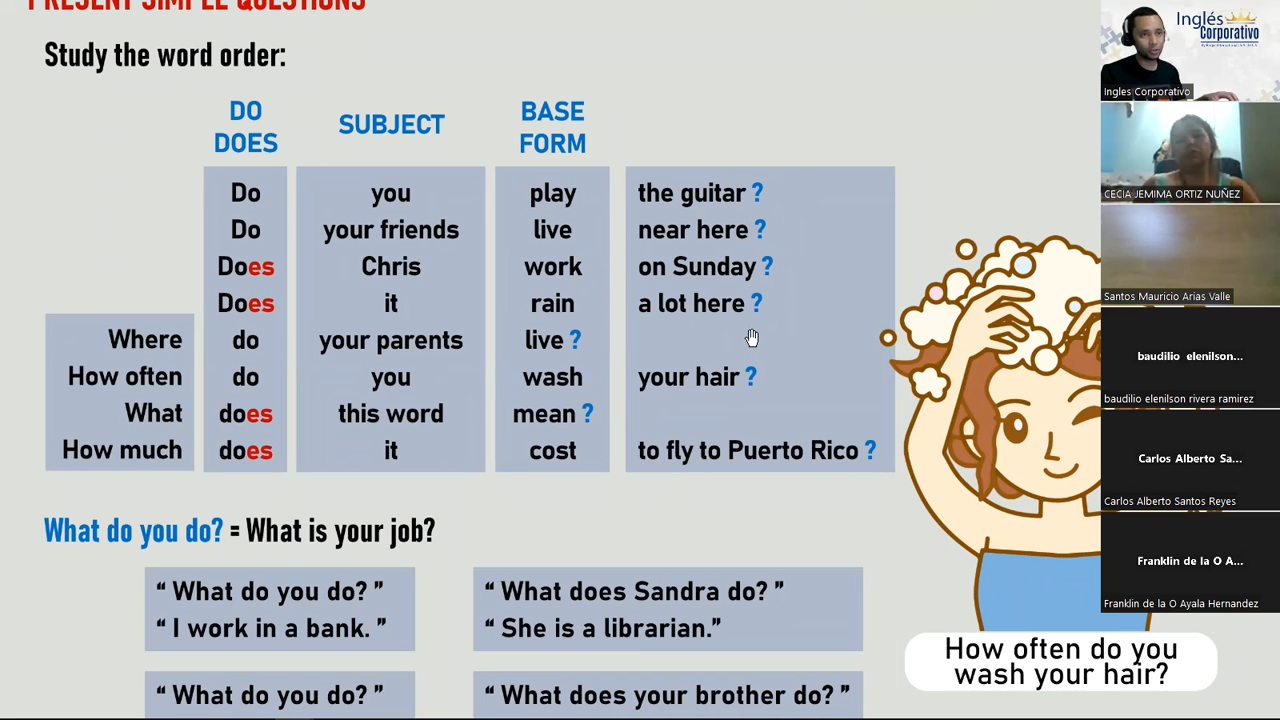 PRESENT SIMPLE QUESTIONS
Study the word order:
DO
DOES
SUBJECT
BASE
FORM
Do you play the guitar ?
Do your friends live near here ?
Does Chris work on Sunday ?
Does it rain a lot here ?
Where do your parents live ?
How often do you wash your hair ?
What does this word mean ?
How much does it cost to fly to Puerto Rico ?
What do you do? = What is your job?
“ What do you do? ”
“ I work in a bank. ”
“ What does Sandra do? ”
“ She is a librarian.”
“ What do you do? ”
“ What does your brother do? ”
How often do you
wash your hair?
Inglés
Corporativo
Ingles Corporativo
CECIA JEMIMA ORTIZ NUÑEZ
Santos Mauricio Arias Valle
baudilio elenilson...
baudilio elenilson rivera ramirez
Carlos Alberto Sa...
Carlos Alberto Santos Reyes
Franklin de la O A...
Franklin de la O Ayala Hernandez